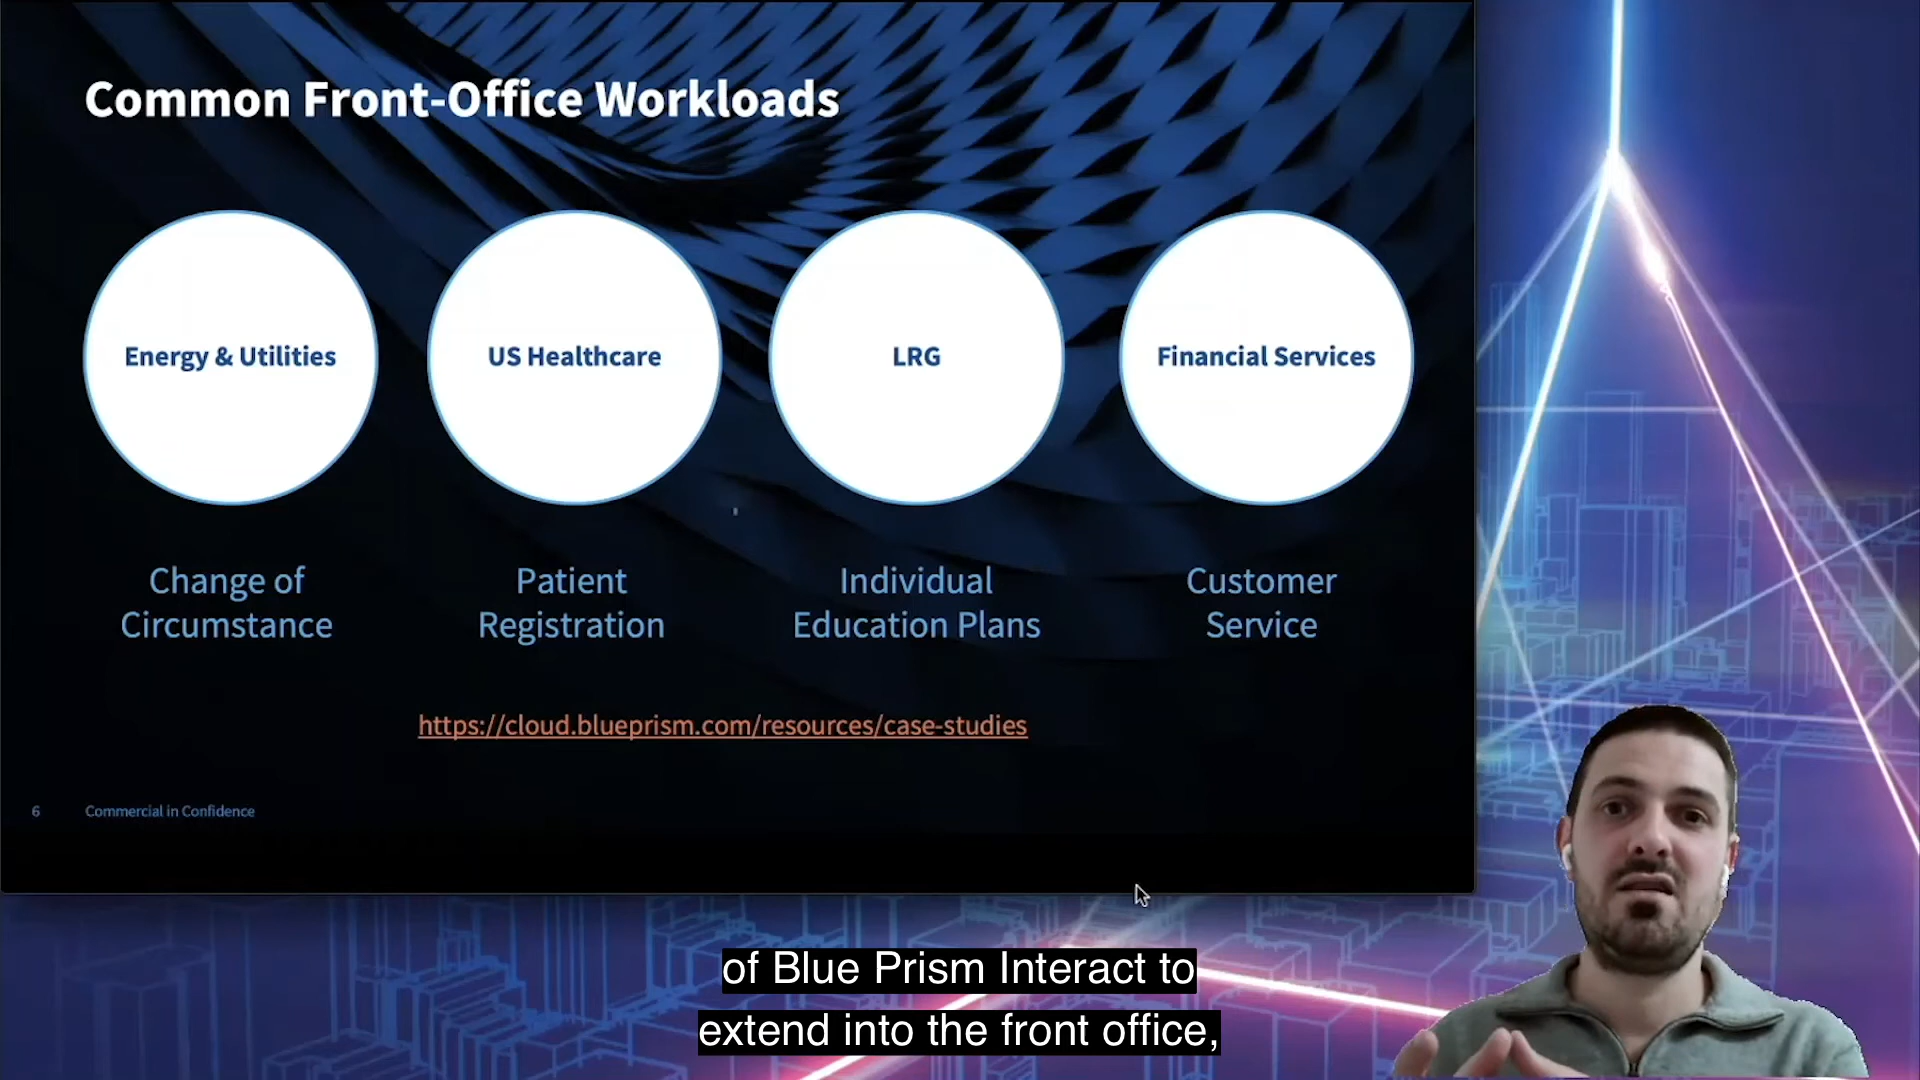 Common Front-Office Workloads
Energy & Utilities
US Healthcare
LRG
Financial Services
Change of
Circumstance
Patient
Registration
Individual
Education Plans
Customer
Service
https://cloud.blueprism.com/resources/case-studies
6
Commercial in Confidence
of Blue Prism Interact to
extend into the front office,